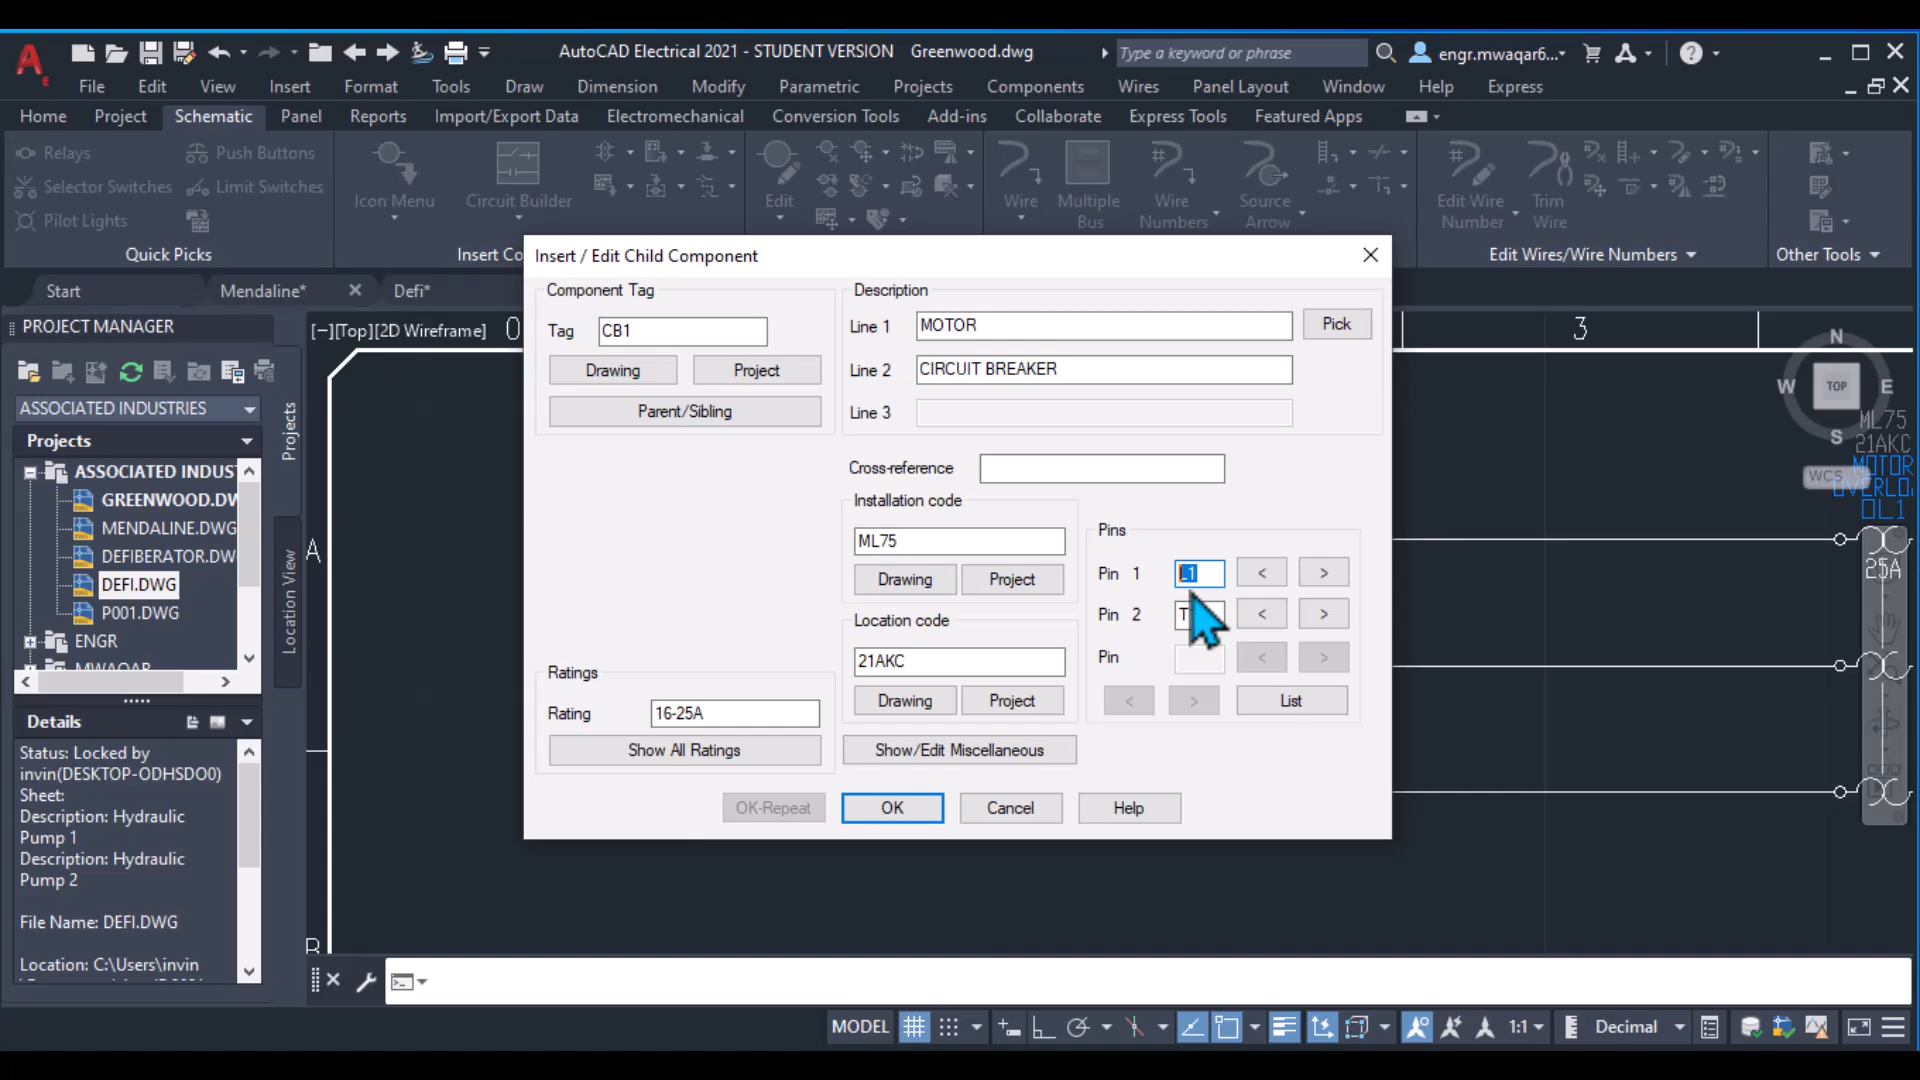 AutoCAD Electrical 2021 - STUDENT VERSION Greenwood.dwg
Type a keyword or phrase
engr.mwaqar6...
File Edit View Insert Format Tools Draw Dimension Modify Parametric Projects Components Wires Panel Layout Window Help Express
Home Project Schematic Panel Reports Import/Export Data Electromechanical Conversion Tools Add-ins Collaborate Express Tools Featured Apps
Relays
Push Buttons
Selector Switches
Limit Switches
Pilot Lights
Quick Picks
Icon Menu
Circuit Builder
Insert Co
Edit
Wire
Multiple Bus
Wire Numbers
Source Arrow
Edit Wire Number
Trim Wire
Edit Wires/Wire Numbers
Other Tools
Start
Mendaline*
Defi*
PROJECT MANAGER
ASSOCIATED INDUSTRIES
Projects
ASSOCIATED INDUS
GREENWOOD.DW
MENDALINE.DWG
DEFIBERATOR.DW
DEFI.DWG
P001.DWG
ENGR
MWAQAR
Projects
Location View
Details
Status: Locked by
invin(DESKTOP-ODHSDO0)
Sheet:
Description: Hydraulic
Pump 1
Description: Hydraulic
Pump 2
File Name: DEFI.DWG
Location: C:\Users\invin
[−][Top][2D Wireframe]
0
3
A
B
N
W
TOP
E
S
WCS
ML75
21AKC
MOTOR
OVERLO
OL1
25A
Insert / Edit Child Component
Component Tag
Tag CB1
Drawing Project
Parent/Sibling
Description
Line 1 MOTOR Pick
Line 2 CIRCUIT BREAKER
Line 3
Cross-reference
Installation code
ML75
Drawing Project
Location code
21AKC
Drawing Project
Pins
Pin 1 L1 < >
Pin 2 T < >
Pin < >
< > List
Ratings
Rating 16-25A
Show All Ratings
Show/Edit Miscellaneous
OK-Repeat OK Cancel Help
MODEL
1:1
Decimal